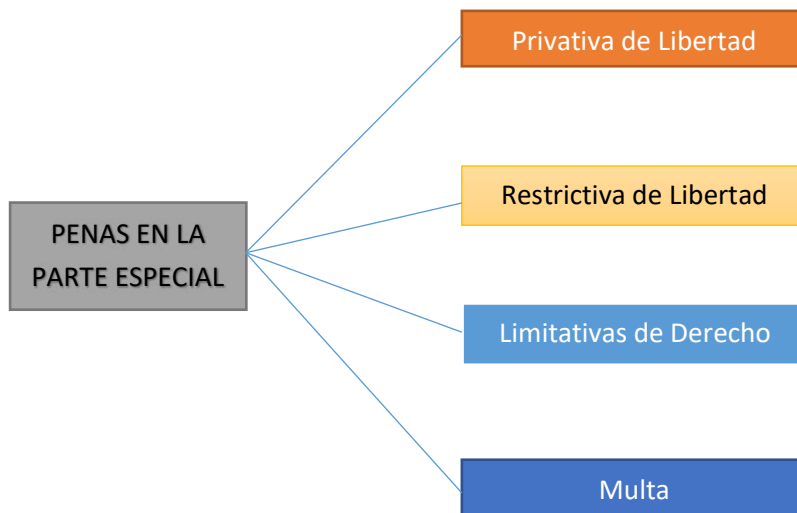 PENAS EN LA
PARTE ESPECIAL
Privativa de Libertad
Restrictiva de Libertad
Limitativas de Derecho
Multa